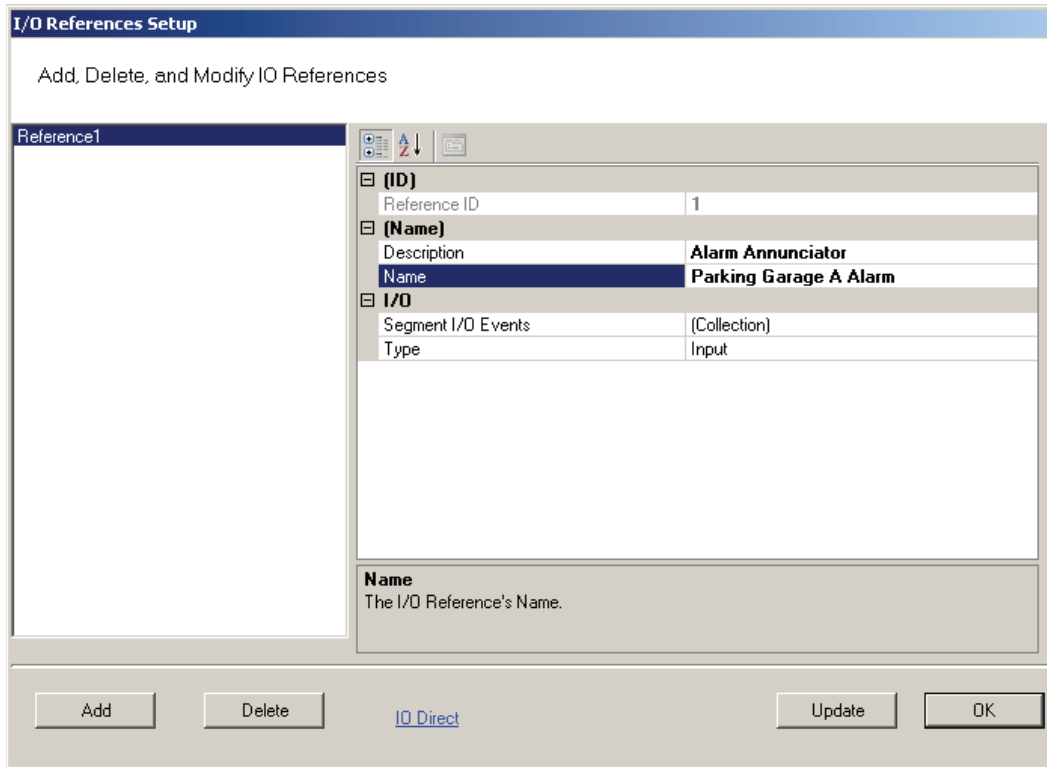 I/O References Setup
Add, Delete, and Modify IO References
Reference1
(ID)
Reference ID 1
(Name)
Description Alarm Annunciator
Name Parking Garage A Alarm
I/O
Segment I/O Events (Collection)
Type Input
Name
The I/O Reference's Name.
Add Delete IO Direct Update OK